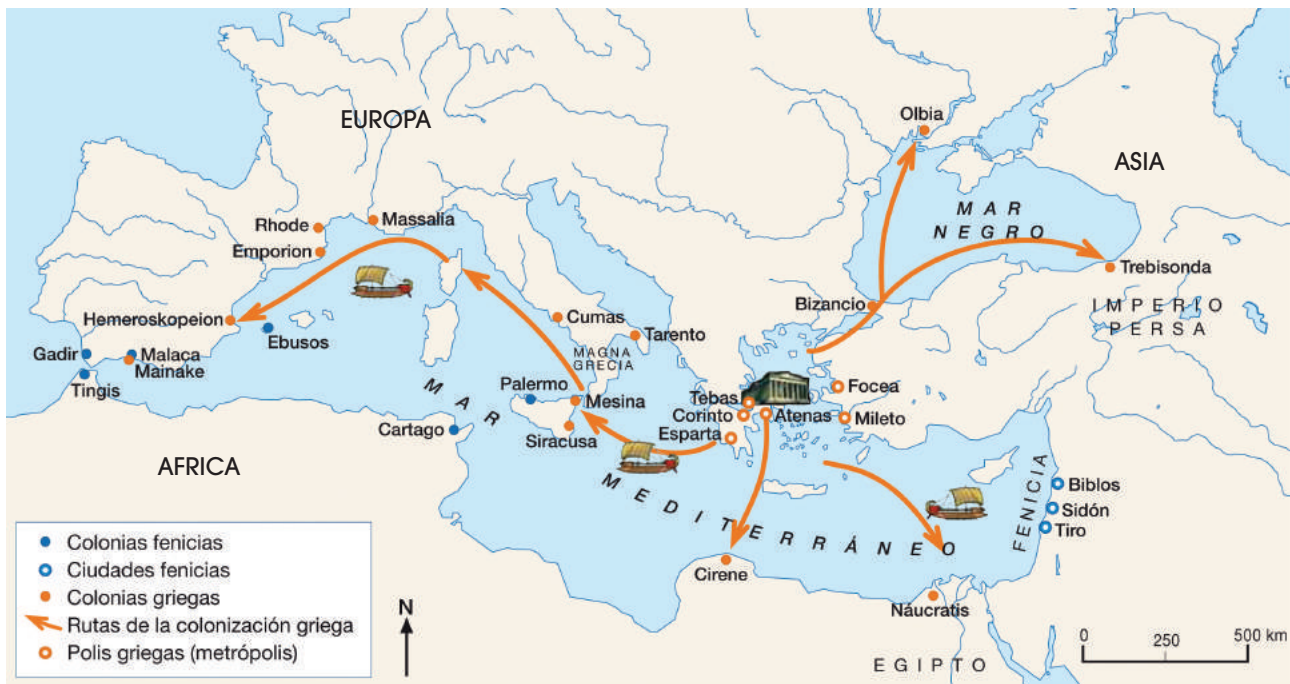 EUROPA
ASIA
AFRICA
Olbia
MAR
NEGRO
Trebisonda
IMPERIO
PERSA
Bizancio
Rhode
Massalia
Emporion
Hemeroskopeion
Ebusos
Gadir
Malaca
Mainake
Tingis
Cumas
Tarento
MAGNA
GRECIA
Palermo
Mesina
Siracusa
Cartago
Tebas
Corinto
Atenas
Esparta
Focea
Mileto
MAR
MEDITERRÁNEO
FENICIA
Biblos
Sidón
Tiro
Cirene
Náucratis
EGIPTO
Colonias fenicias
Ciudades fenicias
Colonias griegas
Rutas de la colonización griega
Polis griegas (metrópolis)
N
0 250 500 km